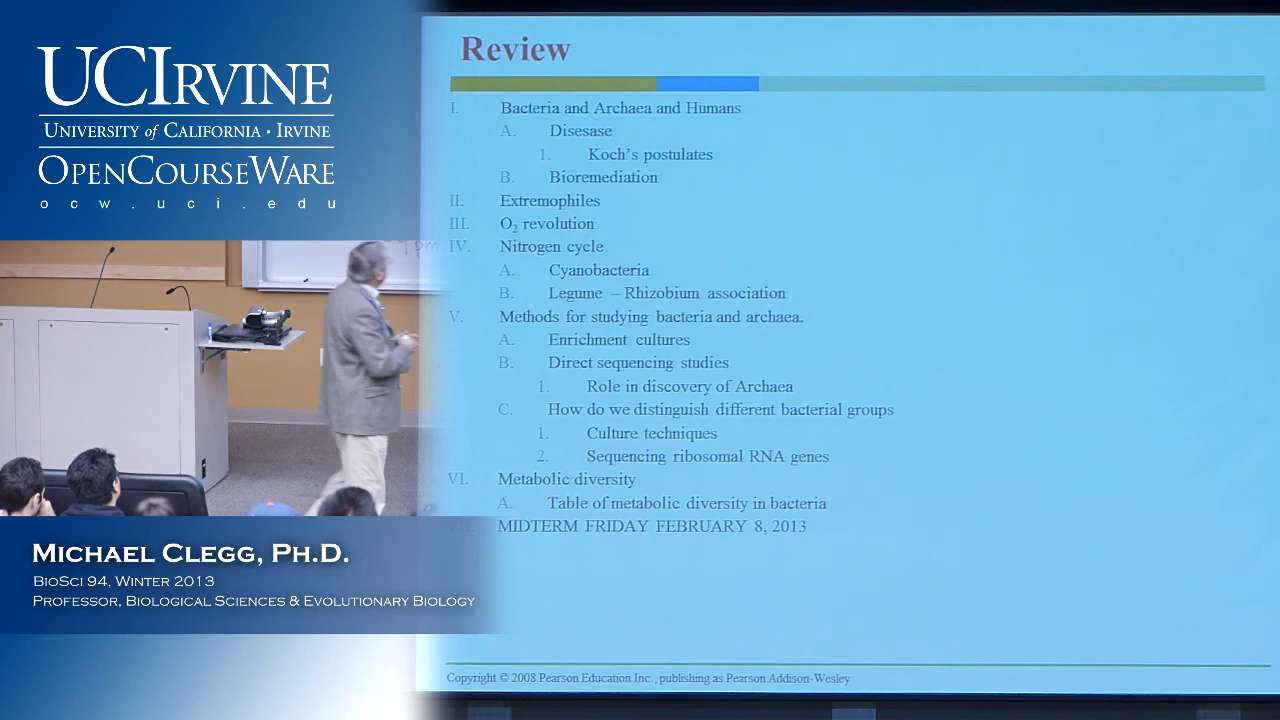 UCIRVINE
UNIVERSITY of CALIFORNIA • IRVINE
OPENCOURSEWARE
ocw.uci.edu
MICHAEL CLEGG, PH.D.
BIOSCI 94, WINTER 2013
PROFESSOR, BIOLOGICAL SCIENCES & EVOLUTIONARY BIOLOGY
Review
I. Bacteria and Archaea and Humans
A. Disesase
1. Koch's postulates
B. Bioremediation
II. Extremophiles
III. O₂ revolution
IV. Nitrogen cycle
A. Cyanobacteria
B. Legume – Rhizobium association
V. Methods for studying bacteria and archaea.
A. Enrichment cultures
B. Direct sequencing studies
1. Role in discovery of Archaea
C. How do we distinguish different bacterial groups
1. Culture techniques
2. Sequencing ribosomal RNA genes
VI. Metabolic diversity
A. Table of metabolic diversity in bacteria
MIDTERM FRIDAY FEBRUARY 8, 2013
Copyright © 2008 Pearson Education Inc., publishing as Pearson Addison-Wesley